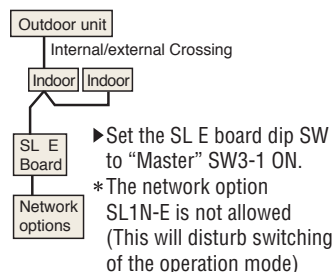 Outdoor unit
Internal/external Crossing
Indoor Indoor
SL E
Board
Network
options
▶Set the SL E board dip SW
to “Master” SW3-1 ON.
*The network option
SL1N-E is not allowed
(This will disturb switching
of the operation mode)